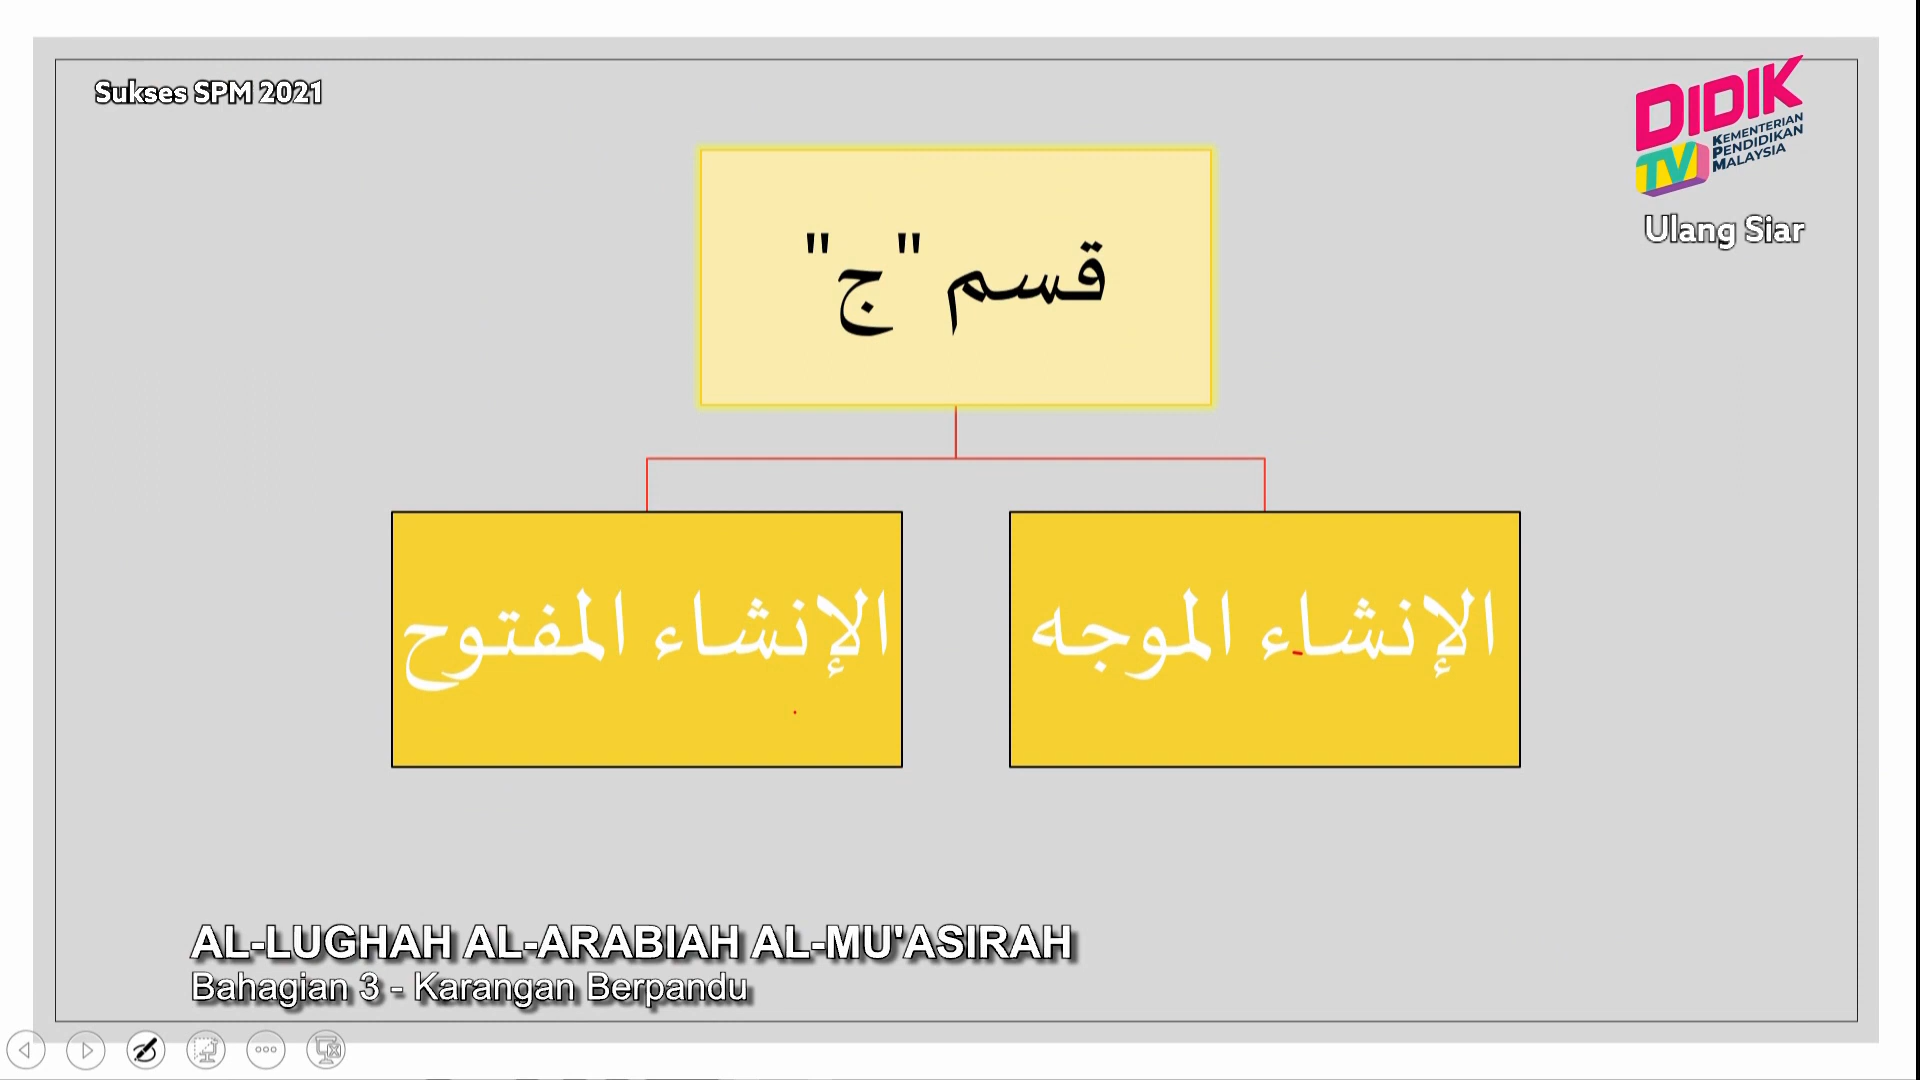 Sukses SPM 2021
DIDIK
TV
KEMENTERIAN
PENDIDIKAN
MALAYSIA
Ulang Siar
قسم "ج"
الإنشاء الموجه
الإنشاء المفتوح
AL-LUGHAH AL-ARABIAH AL-MU'ASIRAH
Bahagian 3 - Karangan Berpandu